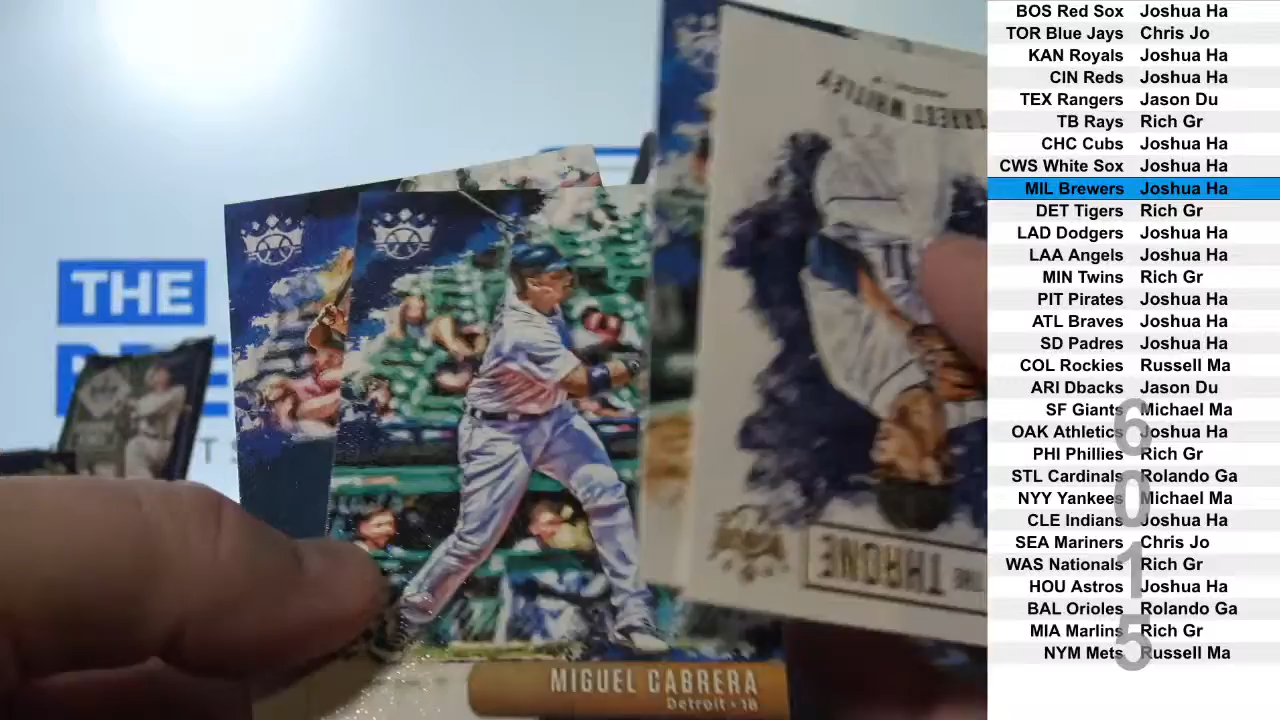 BOS Red Sox Joshua Ha
TOR Blue Jays Chris Jo
KAN Royals Joshua Ha
CIN Reds Joshua Ha
TEX Rangers Jason Du
TB Rays Rich Gr
CHC Cubs Joshua Ha
CWS White Sox Joshua Ha
MIL Brewers Joshua Ha
DET Tigers Rich Gr
LAD Dodgers Joshua Ha
LAA Angels Joshua Ha
MIN Twins Rich Gr
PIT Pirates Joshua Ha
ATL Braves Joshua Ha
SD Padres Joshua Ha
COL Rockies Russell Ma
ARI Dbacks Jason Du
SF Giants Michael Ma
OAK Athletics Joshua Ha
PHI Phillies Rich Gr
STL Cardinals Rolando Ga
NYY Yankees Michael Ma
CLE Indians Joshua Ha
SEA Mariners Chris Jo
WAS Nationals Rich Gr
HOU Astros Joshua Ha
BAL Orioles Rolando Ga
MIA Marlins Rich Gr
NYM Mets Russell Ma
6
0
1
5
THE
WHITLEY
THE THRONE
MIGUEL CABRERA
Detroit • 18